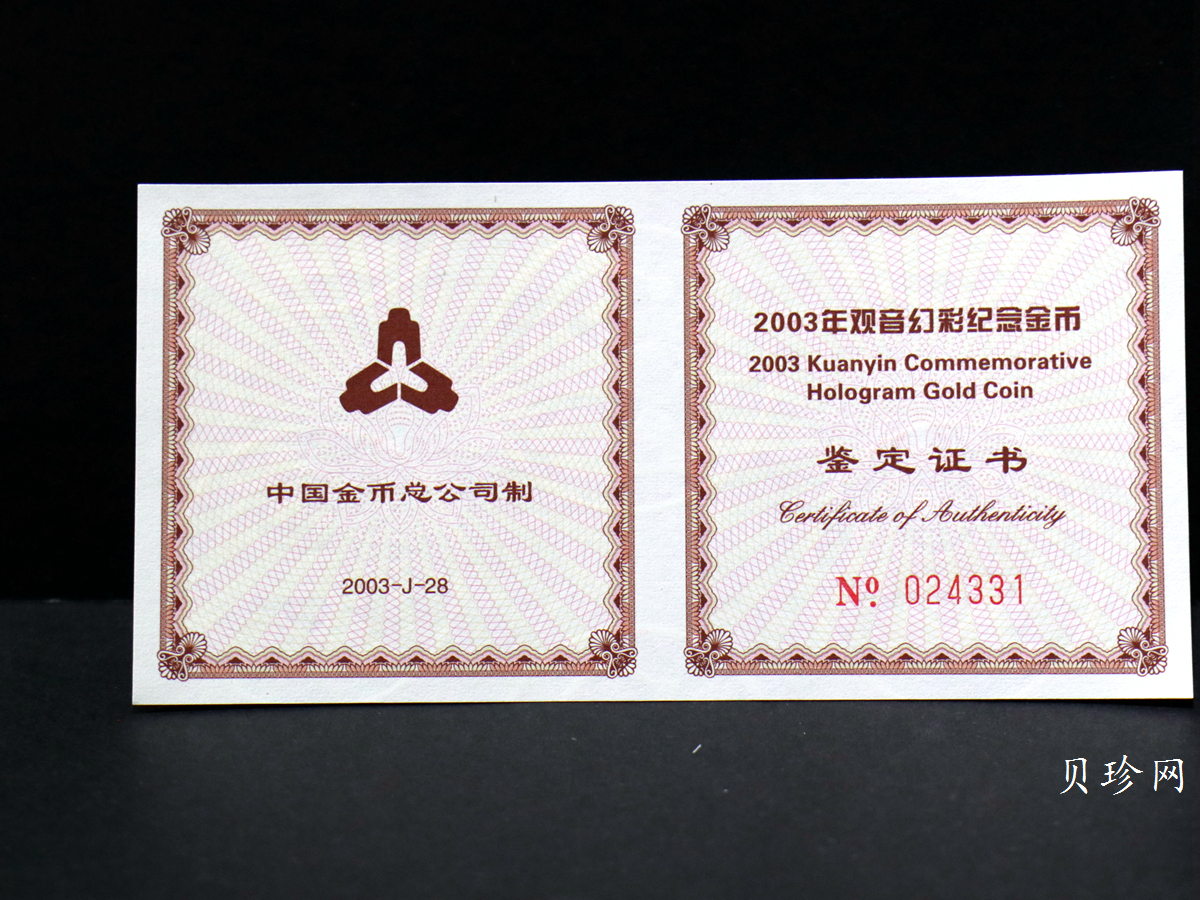 中国金币总公司制
2003-J-28
2003年观音幻彩纪念金币
2003 Kuanyin Commemorative
Hologram Gold Coin
鉴定证书
Certificate of Authenticity
Nº 024331
贝珍网